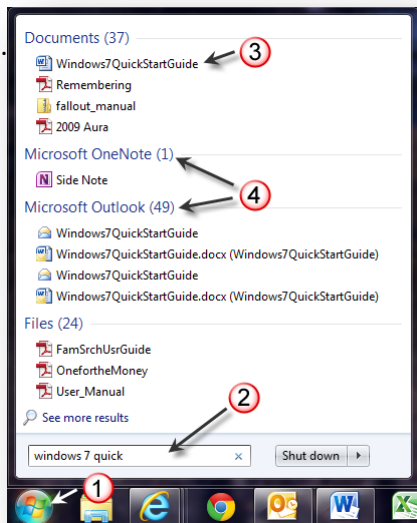 Documents (37)
Windows7QuickStartGuide
3
Remembering
fallout_manual
2009 Aura
Microsoft OneNote (1)
Side Note
4
Microsoft Outlook (49)
Windows7QuickStartGuide
Windows7QuickStartGuide.docx (Windows7QuickStartGuide)
Windows7QuickStartGuide
Windows7QuickStartGuide.docx (Windows7QuickStartGuide)
Files (24)
FamSrchUsrGuide
OnefortheMoney
User_Manual
2
See more results
windows 7 quick × Shut down
1